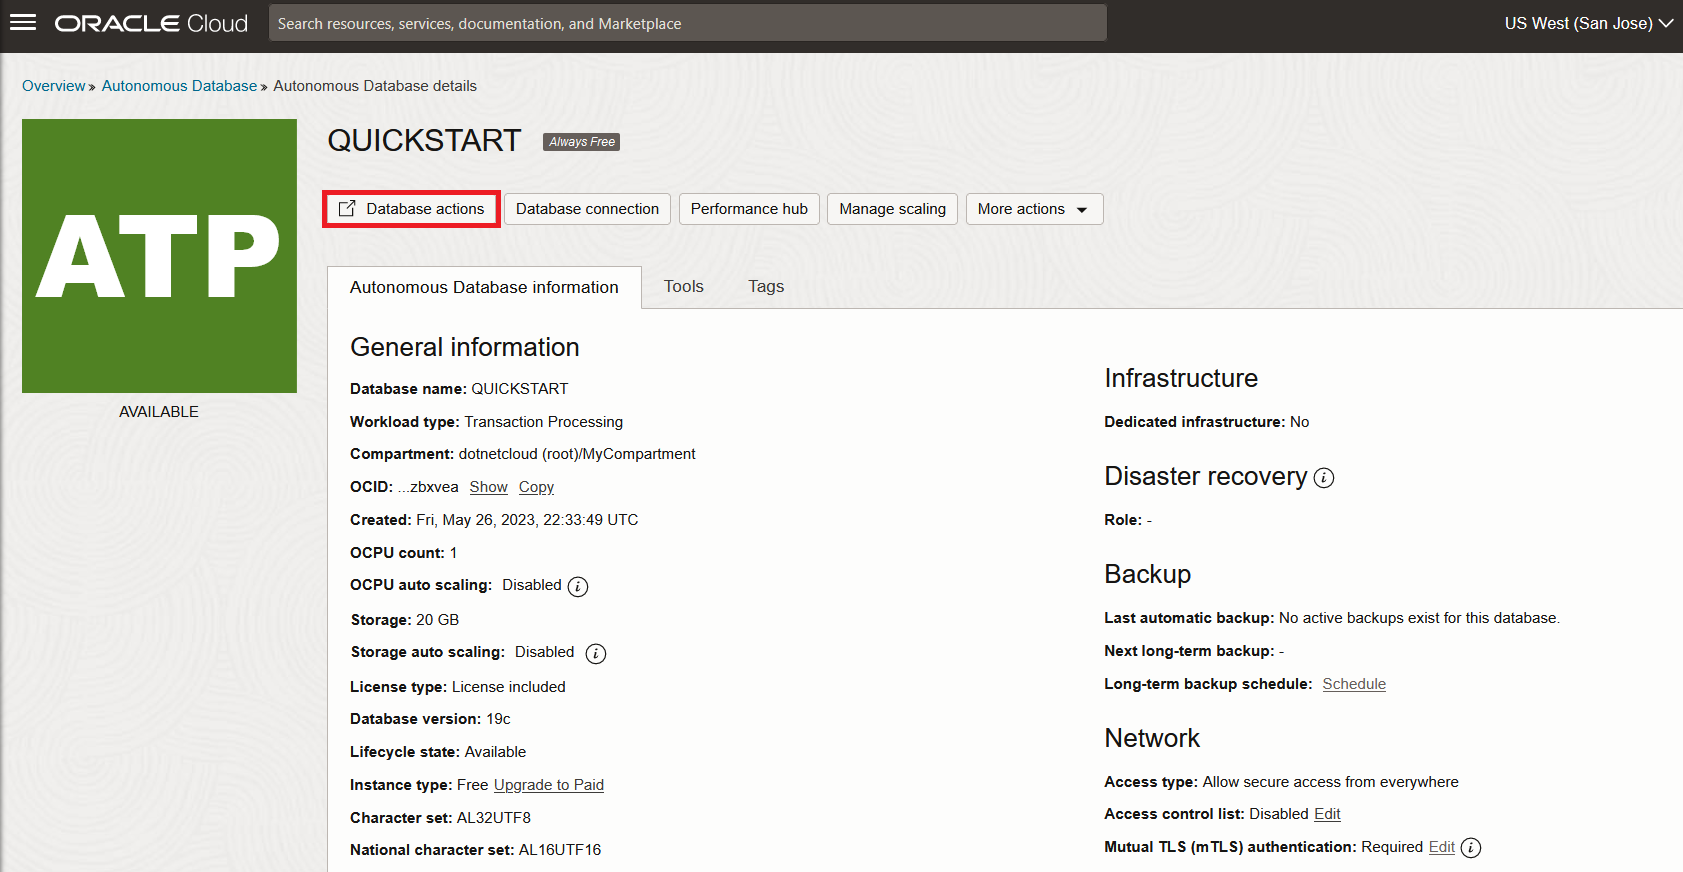 ORACLE Cloud
Search resources, services, documentation, and Marketplace
US West (San Jose)
Overview » Autonomous Database » Autonomous Database details
ATP
AVAILABLE
QUICKSTART
Always Free
Database actions
Database connection
Performance hub
Manage scaling
More actions
Autonomous Database information
Tools
Tags
General information
Database name: QUICKSTART
Workload type: Transaction Processing
Compartment: dotnetcloud (root)/MyCompartment
OCID: ...zbxvea Show Copy
Created: Fri, May 26, 2023, 22:33:49 UTC
OCPU count: 1
OCPU auto scaling: Disabled i
Storage: 20 GB
Storage auto scaling: Disabled i
License type: License included
Database version: 19c
Lifecycle state: Available
Instance type: Free Upgrade to Paid
Character set: AL32UTF8
National character set: AL16UTF16
Infrastructure
Dedicated infrastructure: No
Disaster recovery i
Role: -
Backup
Last automatic backup: No active backups exist for this database.
Next long-term backup: -
Long-term backup schedule: Schedule
Network
Access type: Allow secure access from everywhere
Access control list: Disabled Edit
Mutual TLS (mTLS) authentication: Required Edit i